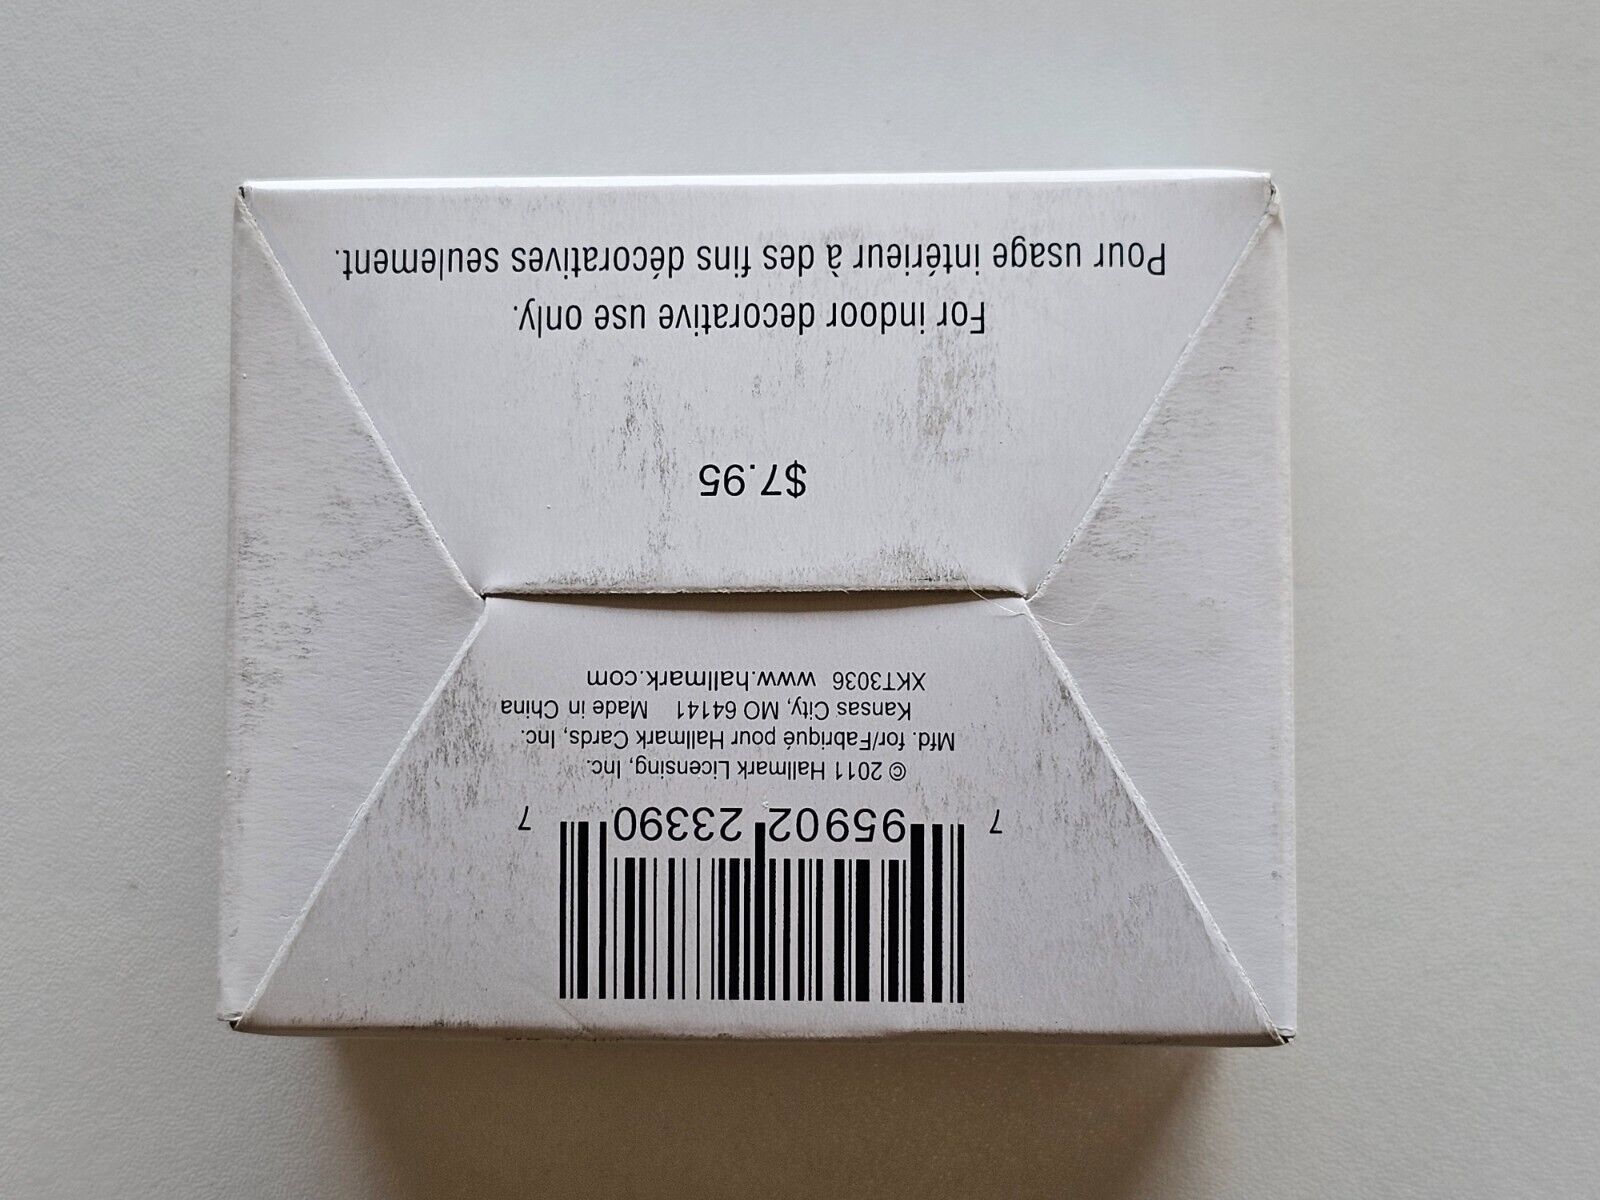 7 95902 23390 7
© 2011 Hallmark Licensing, Inc.
Mfd. for/Fabriqué pour Hallmark Cards, Inc.
Kansas City, MO 64141 Made in China
XKT3036 www.hallmark.com
$7.95
For indoor decorative use only.
Pour usage intérieur à des fins décoratives seulement.